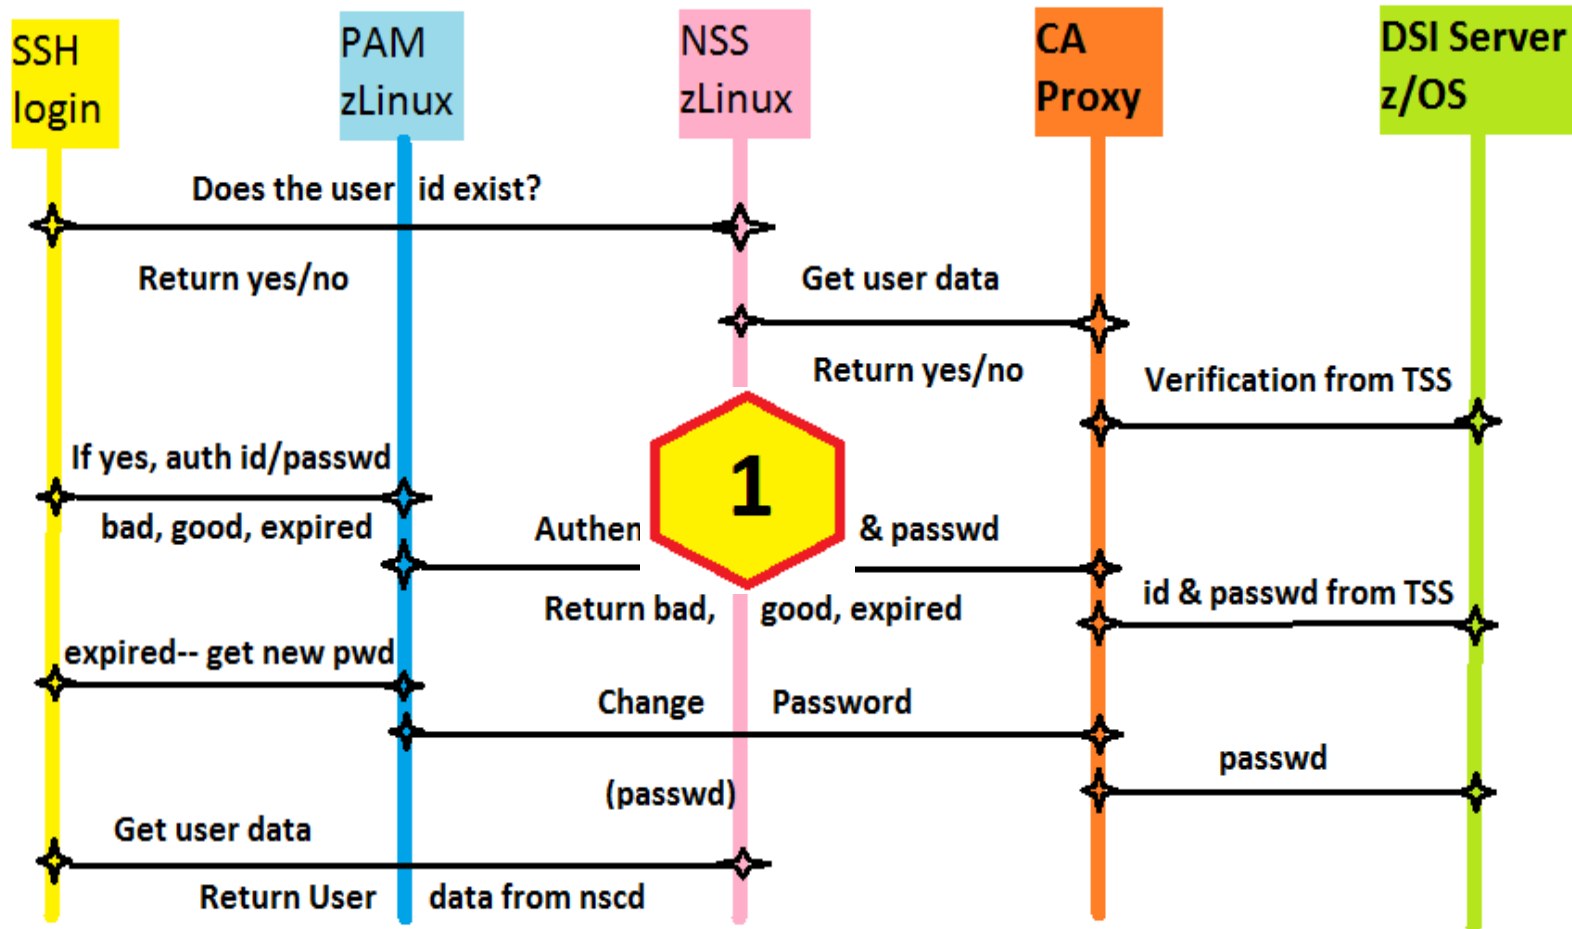 SSH
login
PAM
zLinux
NSS
zLinux
CA
Proxy
DSI Server
z/OS
Does the user id exist?
Return yes/no
Get user data
Return yes/no
Verification from TSS
If yes, auth id/passwd
bad, good, expired
1
Authen & passwd
Return bad, good, expired
id & passwd from TSS
expired-- get new pwd
Change Password
passwd
(passwd)
Get user data
Return User data from nscd